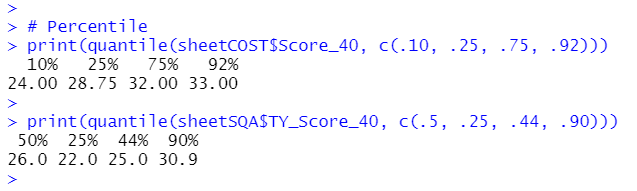 >
> # Percentile
> print(quantile(sheetCOST$Score_40, c(.10, .25, .75, .92)))
  10%   25%   75%   92%
24.00 28.75 32.00 33.00
>
> print(quantile(sheetSQA$TY_Score_40, c(.5, .25, .44, .90)))
 50%  25%  44%  90%
26.0 22.0 25.0 30.9
>